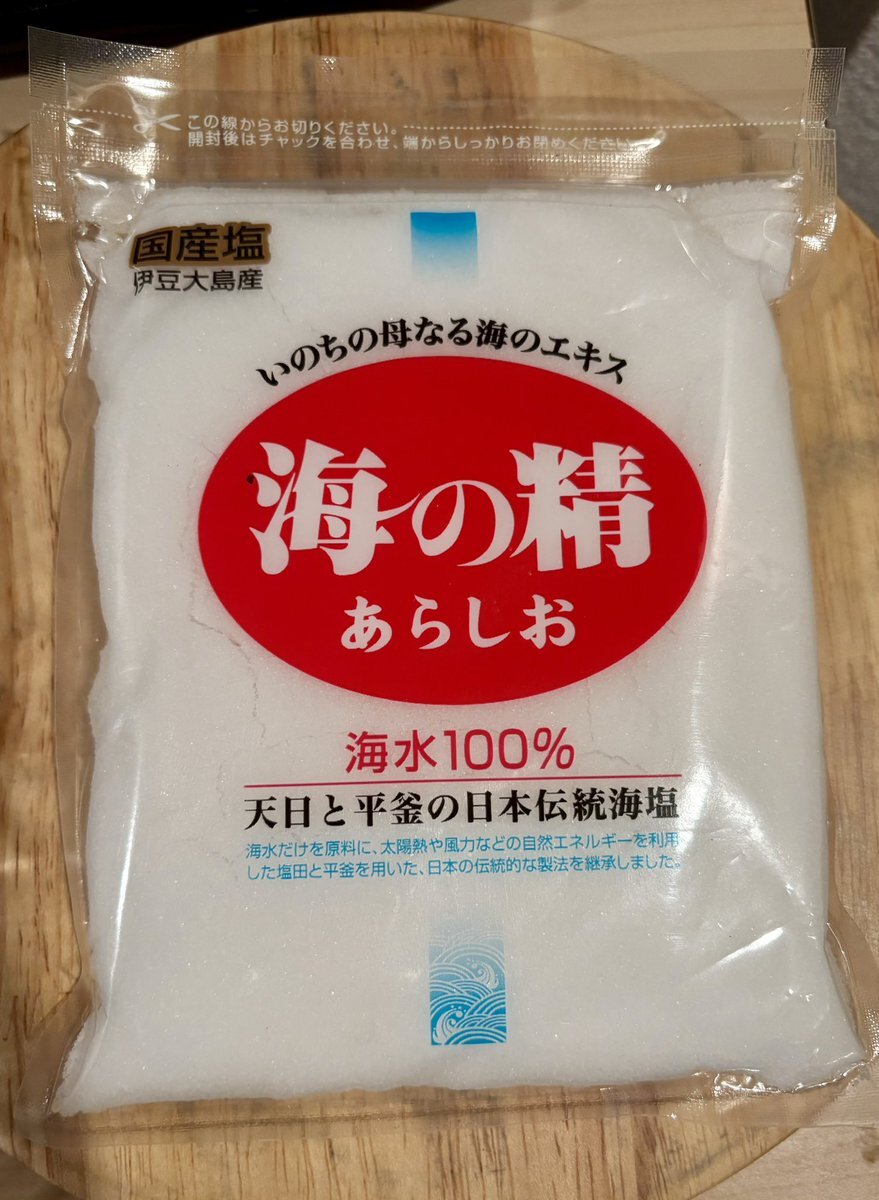 この線からお切りください。
開封後はチャックを合わせ、端からしっかりお閉めください。
国産塩
伊豆大島産
いのちの母なる海のエキス
海の精
あらしお
海水100%
天日と平釜の日本伝統海塩
海水だけを原料に、太陽熱や風力などの自然エネルギーを利用
した塩田と平釜を用いた、日本の伝統的な製法を継承しました。